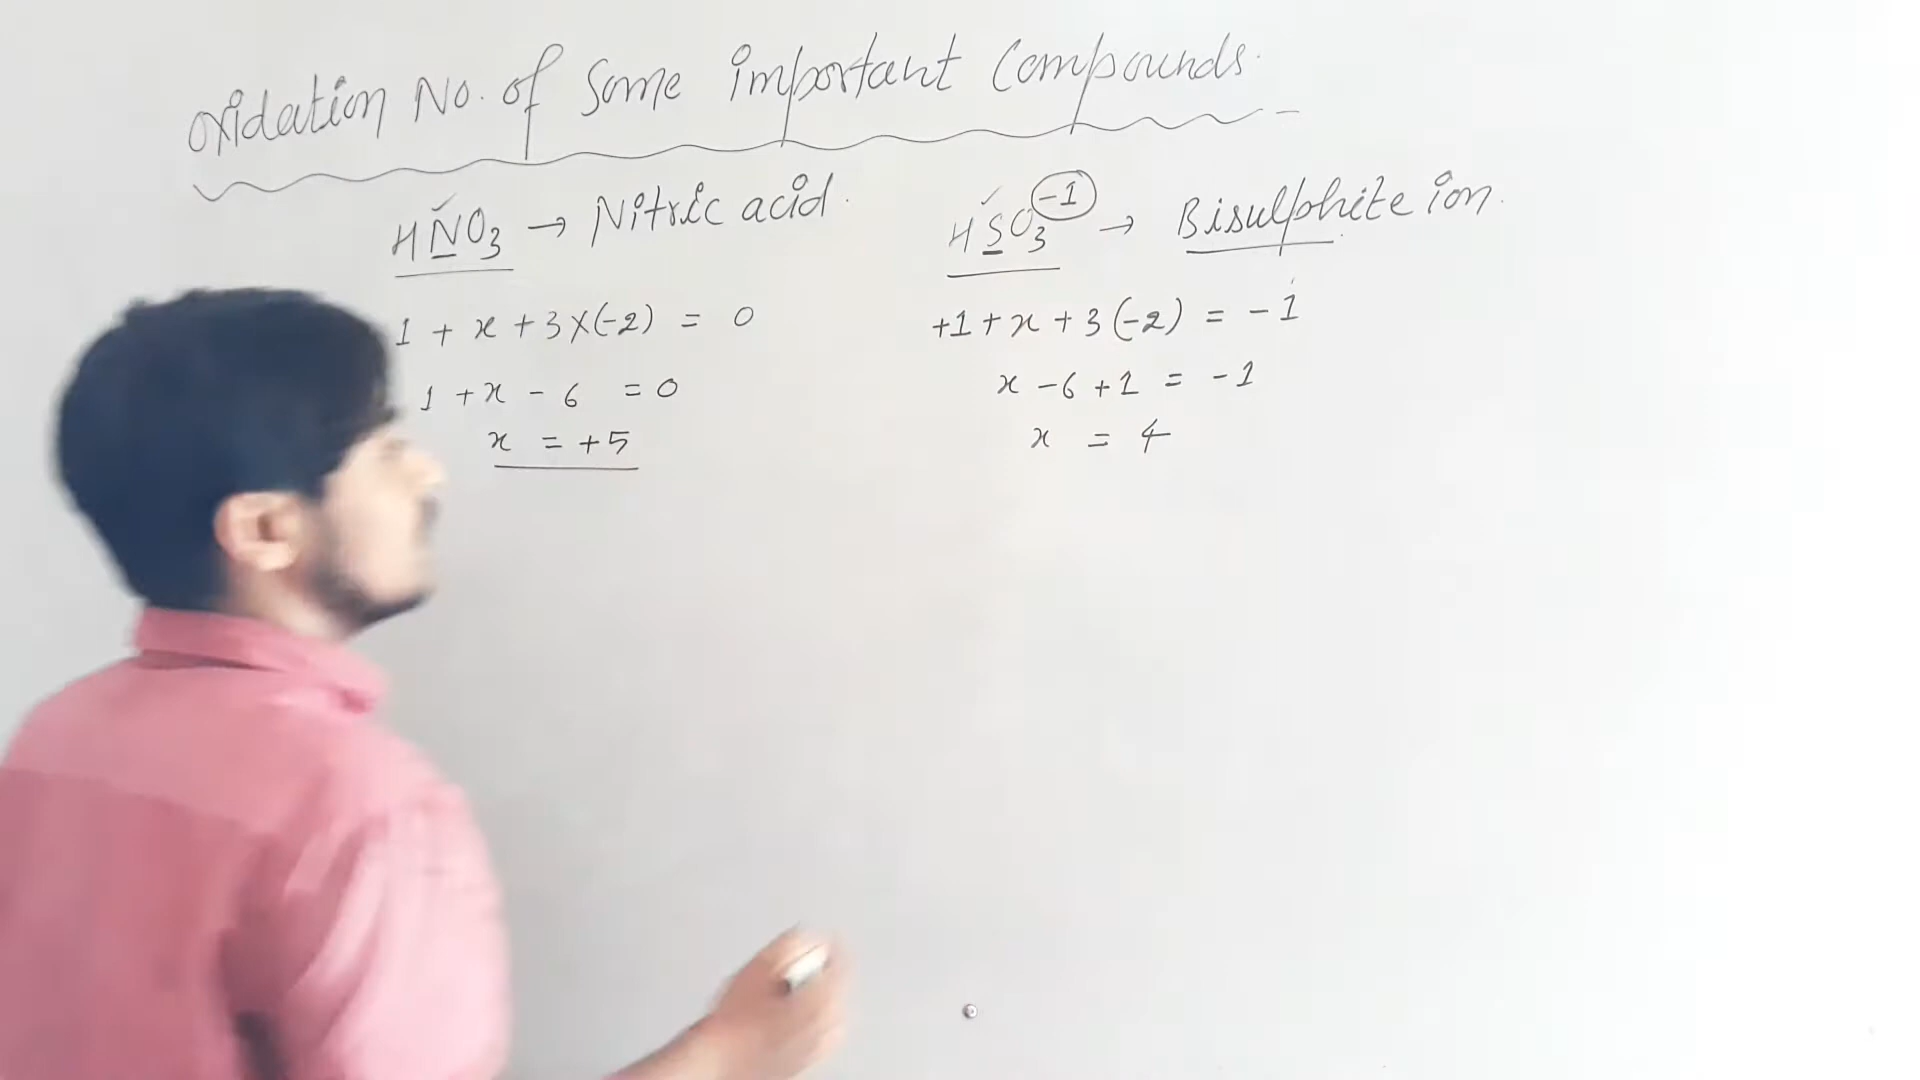 Oxidation No. of Some important Compounds.
HNO3 → Nitric acid.
1 + x + 3×(-2) = 0
1 + x - 6 = 0
x = +5
HSO3 -1 → Bisulphite ion.
+1 + x + 3(-2) = -1
x - 6 + 1 = -1
x = 4